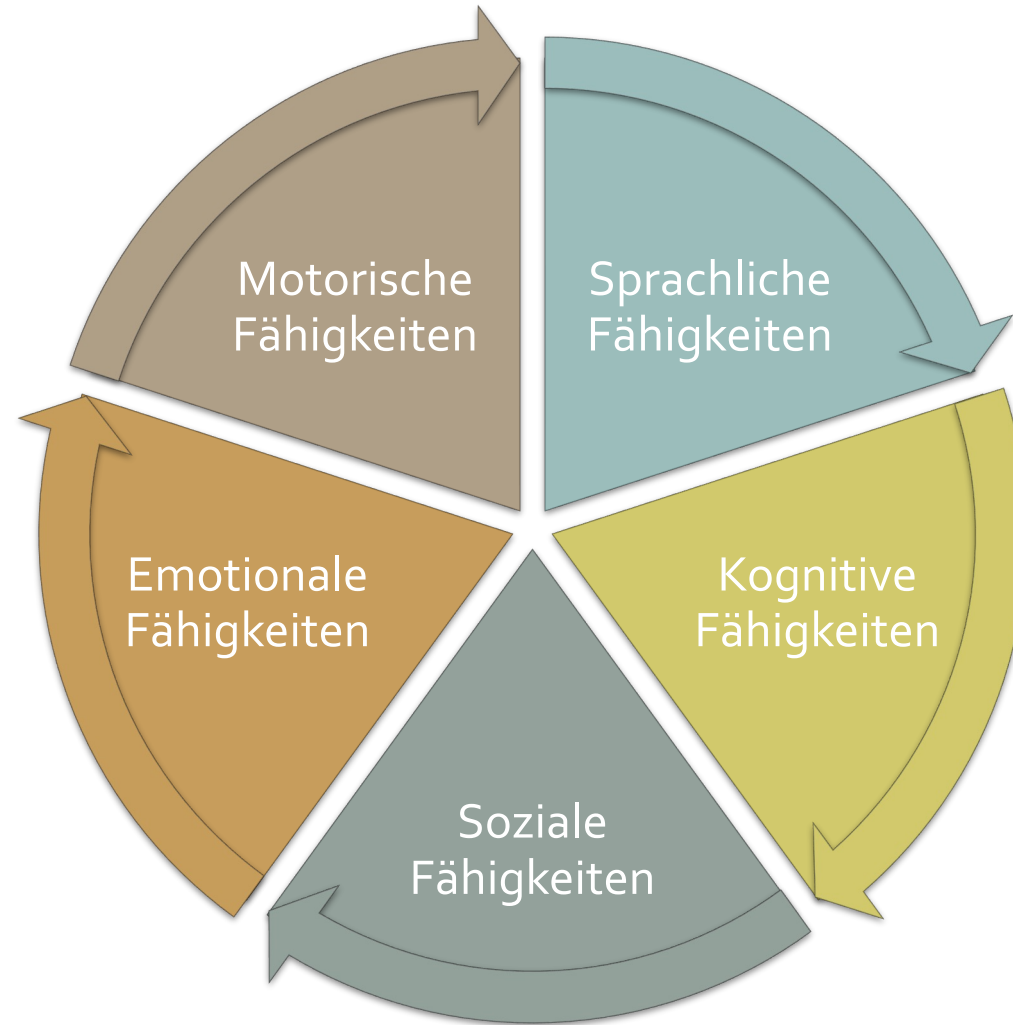 Motorische
Fähigkeiten
Sprachliche
Fähigkeiten
Emotionale
Fähigkeiten
Kognitive
Fähigkeiten
Soziale
Fähigkeiten